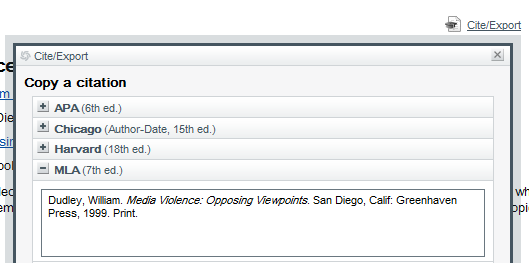 Cite/Export
Cite/Export
Copy a citation
APA (6th ed.)
Chicago (Author-Date, 15th ed.)
Harvard (18th ed.)
MLA (7th ed.)
Dudley, William. Media Violence: Opposing Viewpoints. San Diego, Calif: Greenhaven
Press, 1999. Print.